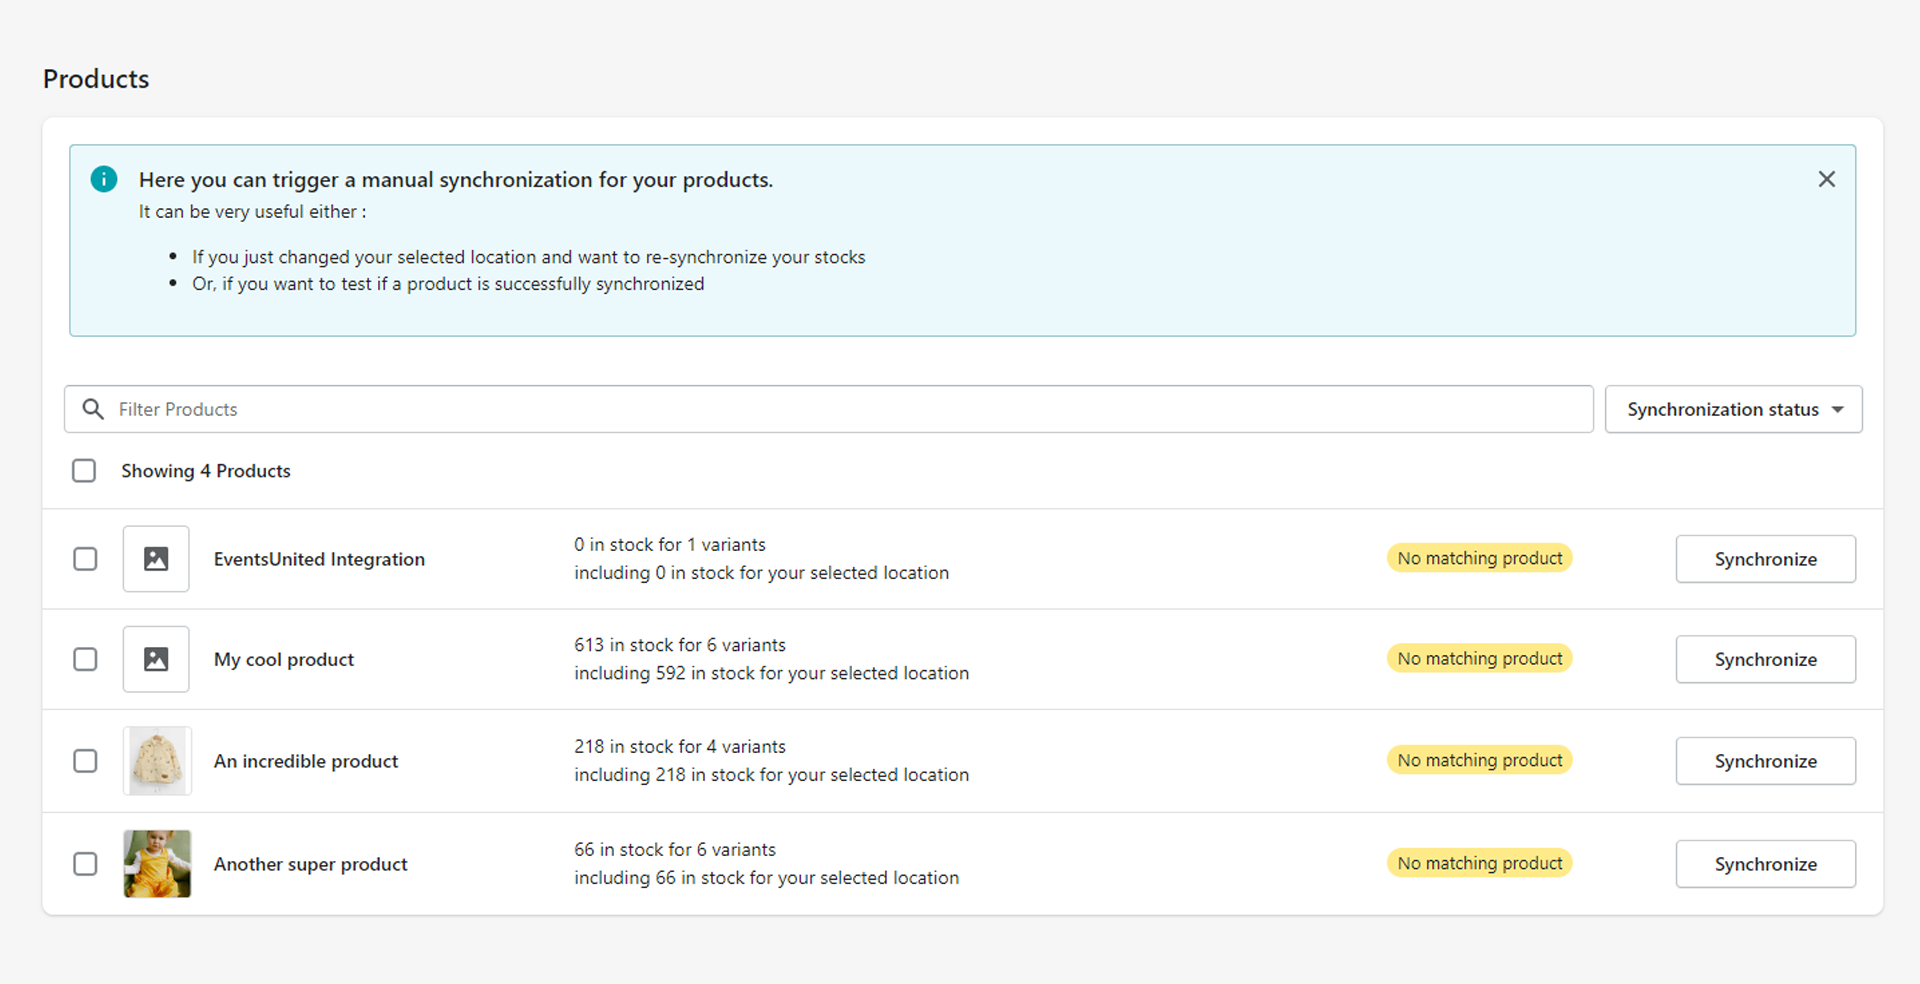 Products
Here you can trigger a manual synchronization for your products.
It can be very useful either :
If you just changed your selected location and want to re-synchronize your stocks
Or, if you want to test if a product is successfully synchronized
Filter Products
Synchronization status
Showing 4 Products
EventsUnited Integration
0 in stock for 1 variants
including 0 in stock for your selected location
No matching product
Synchronize
My cool product
613 in stock for 6 variants
including 592 in stock for your selected location
No matching product
Synchronize
An incredible product
218 in stock for 4 variants
including 218 in stock for your selected location
No matching product
Synchronize
Another super product
66 in stock for 6 variants
including 66 in stock for your selected location
No matching product
Synchronize